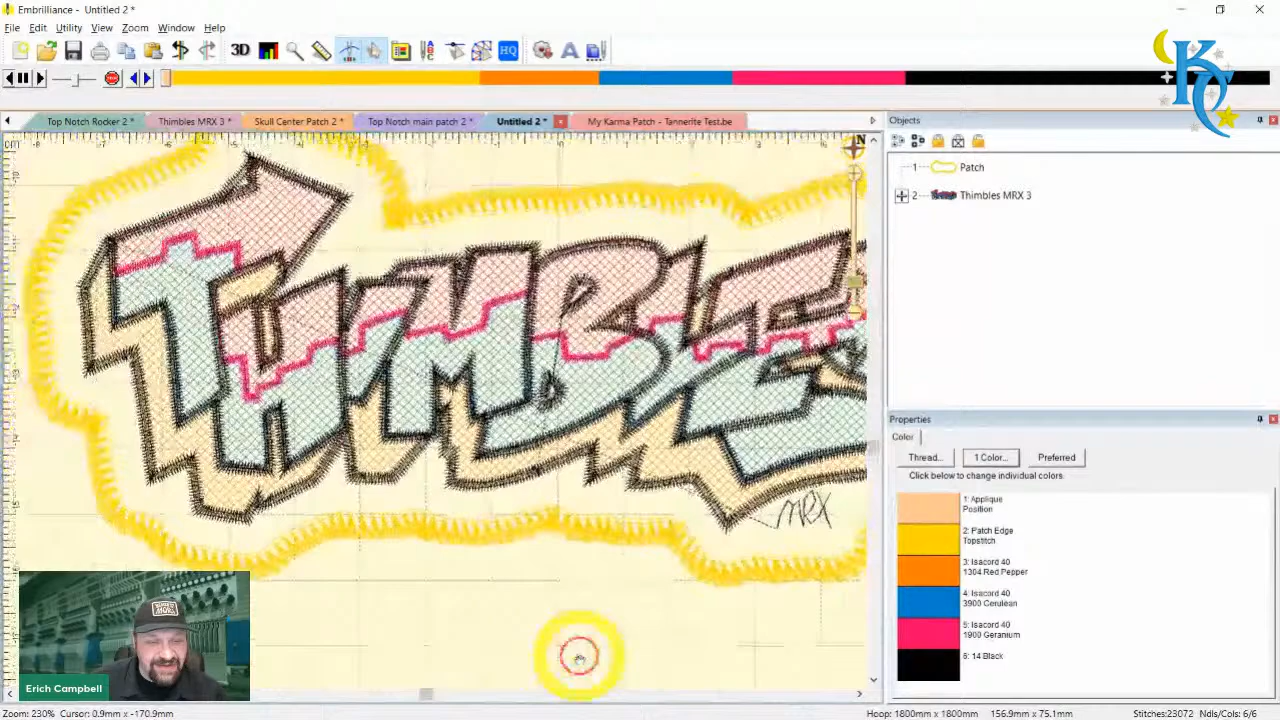 Embrilliance - Untitled 2 *
File Edit Utility View Zoom Window Help
3D HQ
Top Notch Rocker 2 * Thimbles MRX 3 * Skull Center Patch 2 * Top Notch main patch 2 * Untitled 2 * My Karma Patch - Tannerite Test.be
KC
N
THIMBLES
MRX
Objects
1 Patch
2 Thimbles MRX 3
Properties
Color
Thread... 1 Color... Preferred
Click below to change individual colors.
1: Applique
Position
2: Patch Edge
Topstitch
3: Isacord 40
1304 Red Pepper
4: Isacord 40
3900 Cerulean
5: Isacord 40
1900 Geranium
6: 14 Black
Erich Campbell
Zoom: 230% Cursor: 0.9mm x -170.9mm Hoop: 1800mm x 1800mm 156.9mm x 75.1mm Stitches:23072 Ndls/Cols: 6/6